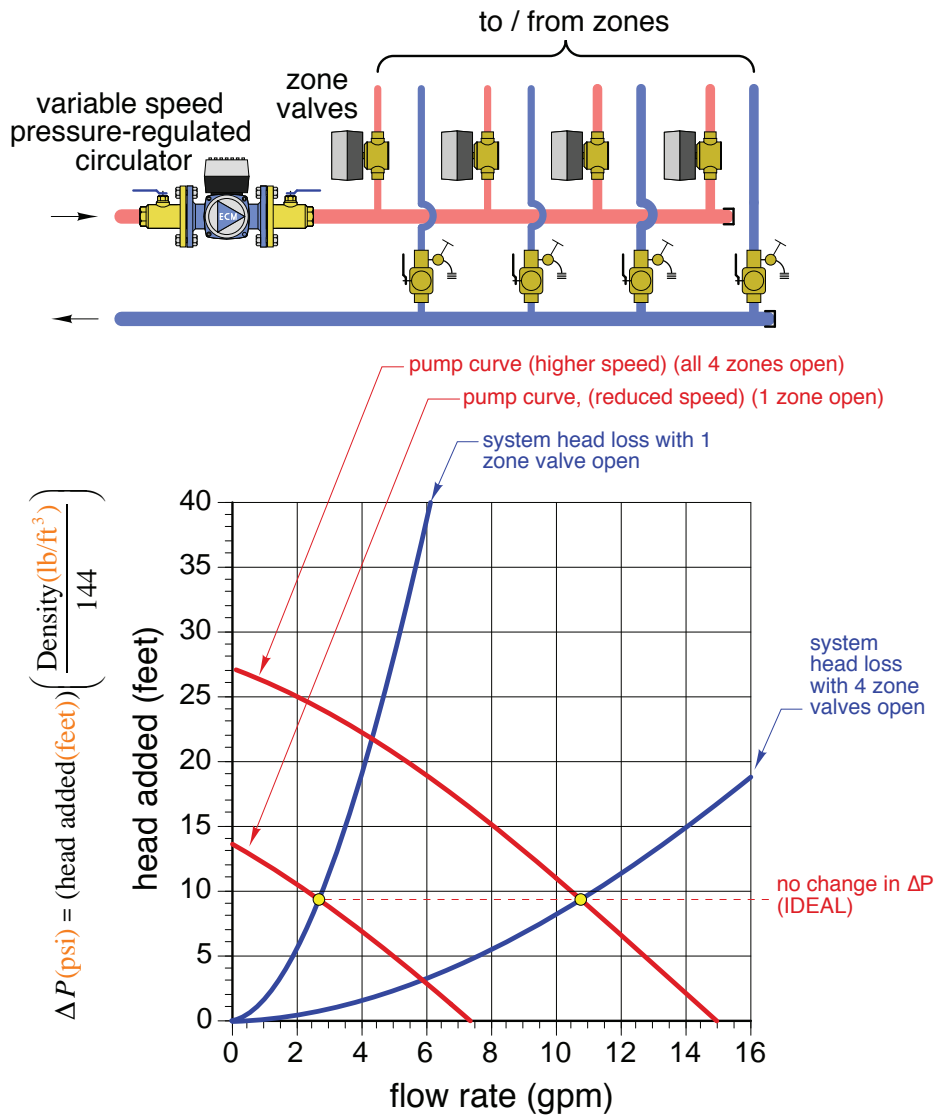 to / from zones
zone
valves
variable speed
pressure-regulated
circulator
ECM
pump curve (higher speed) (all 4 zones open)
pump curve, (reduced speed) (1 zone open)
system head loss with 1
zone valve open
system
head loss
with 4 zone
valves open
no change in ΔP
(IDEAL)
ΔP(psi) = (head added(feet)) (Density(lb/ft³) / 144)
head added (feet)
40
35
30
25
20
15
10
5
0
0 2 4 6 8 10 12 14 16
flow rate (gpm)